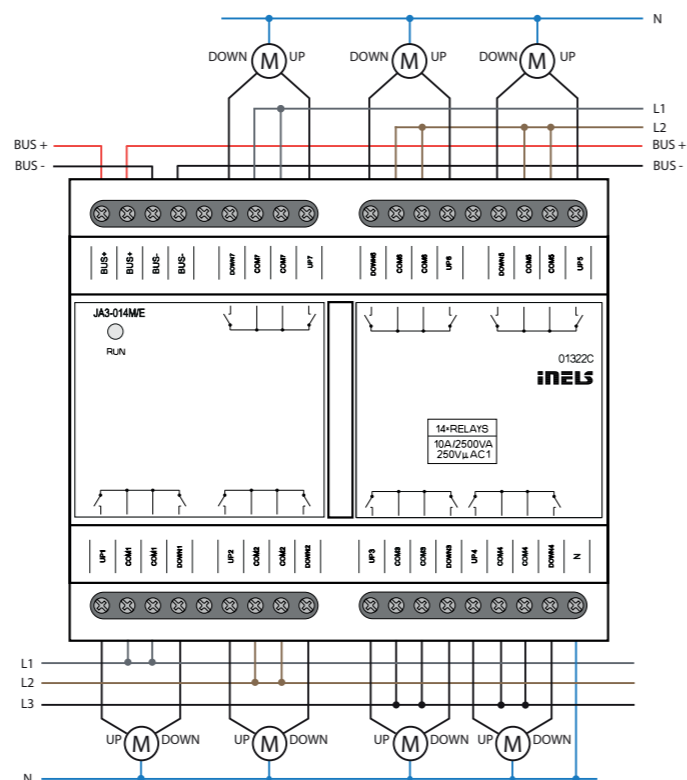 N
DOWN M UP DOWN M UP DOWN M UP
L1
L2
BUS + BUS +
BUS - BUS -
BUS+ BUS+ BUS- BUS- DOWN7 COM7 COM7 UP7 DOWN6 COM6 COM6 UP6 DOWN5 COM5 COM5 UP5
JA3-014M/E
RUN
01322C
iNELS
14×RELAYS
10A/2500VA
250Vµ AC1
UP1 COM1 COM1 DOWN1 UP2 COM2 COM2 DOWN2 UP3 COM3 COM3 DOWN3 UP4 COM4 COM4 DOWN4 N
L1
L2
L3
UP M DOWN UP M DOWN UP M DOWN UP M DOWN
N